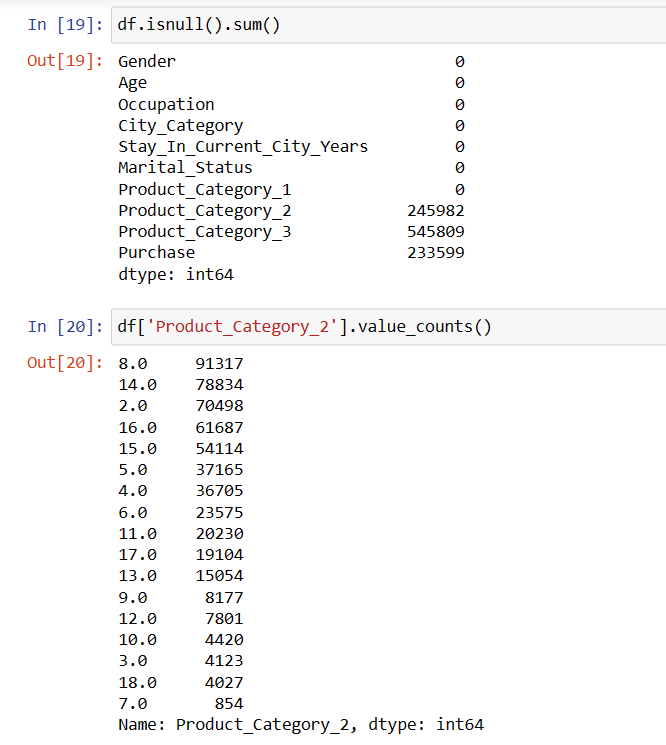 In [19]: df.isnull().sum()
Out[19]: Gender 0
Age 0
Occupation 0
City_Category 0
Stay_In_Current_City_Years 0
Marital_Status 0
Product_Category_1 0
Product_Category_2 245982
Product_Category_3 545809
Purchase 233599
dtype: int64
In [20]: df['Product_Category_2'].value_counts()
Out[20]: 8.0 91317
14.0 78834
2.0 70498
16.0 61687
15.0 54114
5.0 37165
4.0 36705
6.0 23575
11.0 20230
17.0 19104
13.0 15054
9.0 8177
12.0 7801
10.0 4420
3.0 4123
18.0 4027
7.0 854
Name: Product_Category_2, dtype: int64